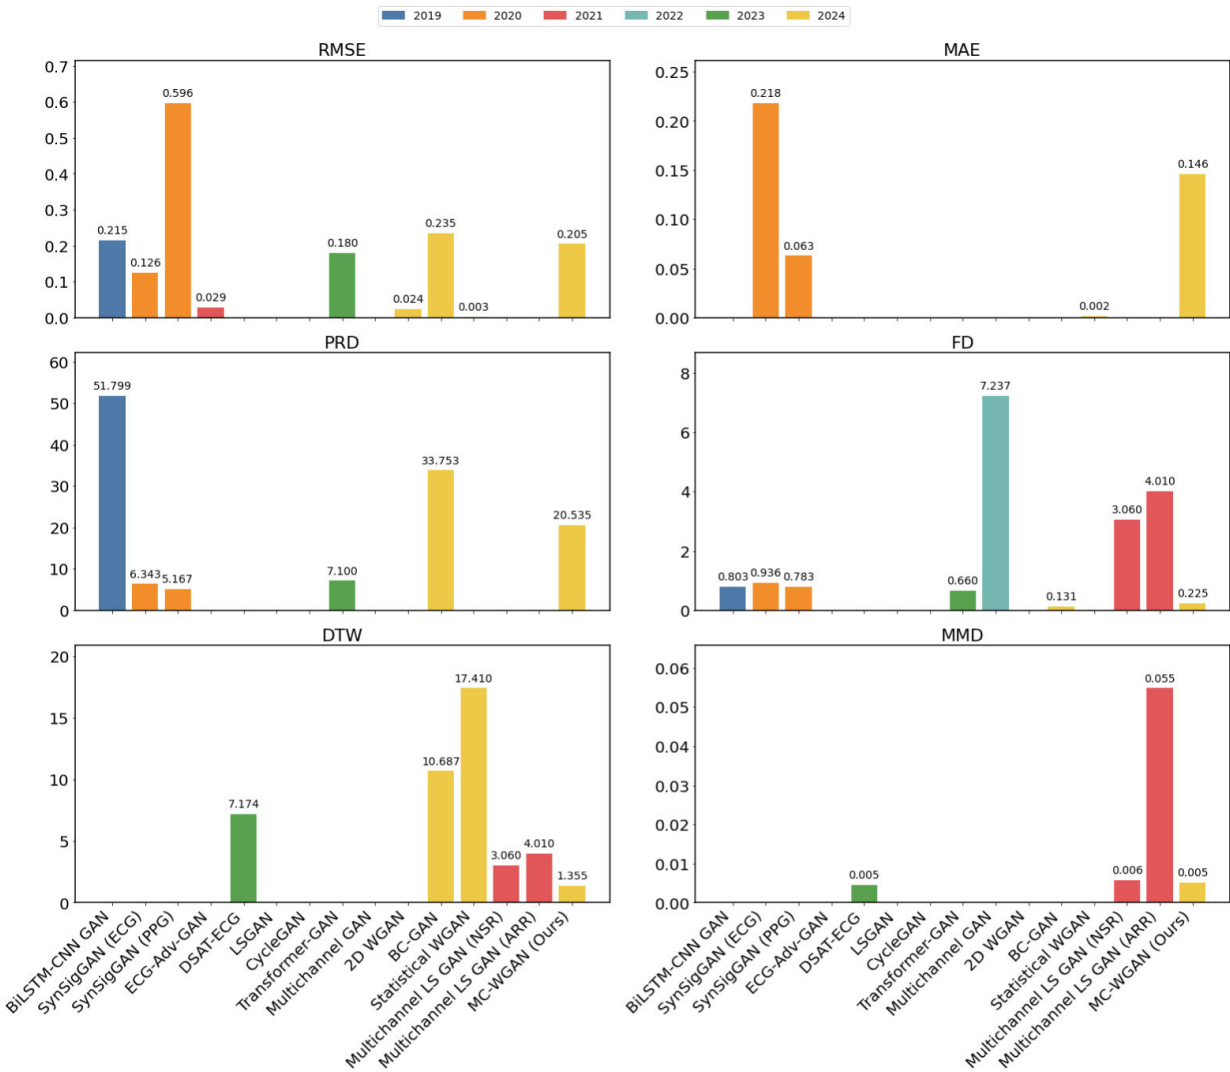 2019 2020 2021 2022 2023 2024
RMSE
0.7
0.6
0.5
0.4
0.3
0.2
0.1
0.0
0.215
0.126
0.596
0.029
0.180
0.024
0.235
0.003
0.205
MAE
0.25
0.20
0.15
0.10
0.05
0.00
0.218
0.063
0.002
0.146
PRD
60
50
40
30
20
10
0
51.799
6.343
5.167
7.100
33.753
20.535
FD
8
6
4
2
0
0.803
0.936
0.783
0.660
7.237
0.131
3.060
4.010
0.225
DTW
20
15
10
5
0
7.174
10.687
17.410
3.060
4.010
1.355
BiLSTM-CNN GAN
SynSigGAN (ECG)
SynSigGAN (PPG)
ECG-Adv-GAN
DSAT-ECG
LSGAN
CycleGAN
Transformer-GAN
Multichannel GAN
2D WGAN
BC-GAN
Statistical WGAN
Multichannel LS GAN (NSR)
Multichannel LS GAN (ARR)
MC-WGAN (Ours)
MMD
0.06
0.05
0.04
0.03
0.02
0.01
0.00
0.005
0.006
0.055
0.005
BiLSTM-CNN GAN
SynSigGAN (ECG)
SynSigGAN (PPG)
ECG-Adv-GAN
DSAT-ECG
LSGAN
CycleGAN
Transformer-GAN
Multichannel GAN
2D WGAN
BC-GAN
Statistical WGAN
Multichannel LS GAN (NSR)
Multichannel LS GAN (ARR)
MC-WGAN (Ours)